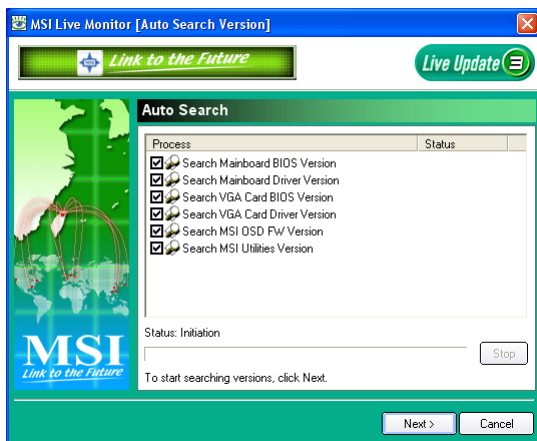 MSI Live Monitor [Auto Search Version]
Link to the Future
Live Update 3
Auto Search
Process Status
Search Mainboard BIOS Version
Search Mainboard Driver Version
Search VGA Card BIOS Version
Search VGA Card Driver Version
Search MSI OSD FW Version
Search MSI Utilities Version
Status: Initiation
Stop
To start searching versions, click Next.
MSI
Link to the Future
Next > Cancel